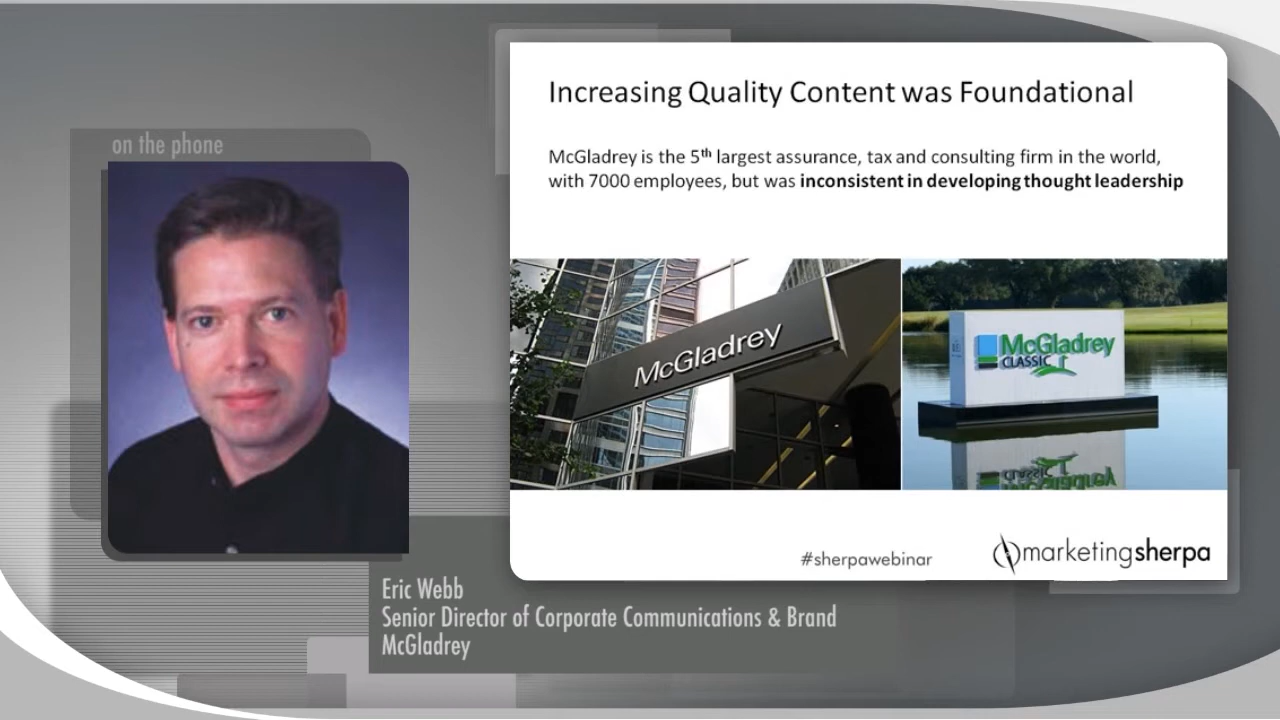 on the phone
Increasing Quality Content was Foundational
McGladrey is the 5th largest assurance, tax and consulting firm in the world,
with 7000 employees, but was inconsistent in developing thought leadership
McGladrey
McGladrey
CLASSIC
#sherpawebinar
marketingsherpa
Eric Webb
Senior Director of Corporate Communications & Brand
McGladrey